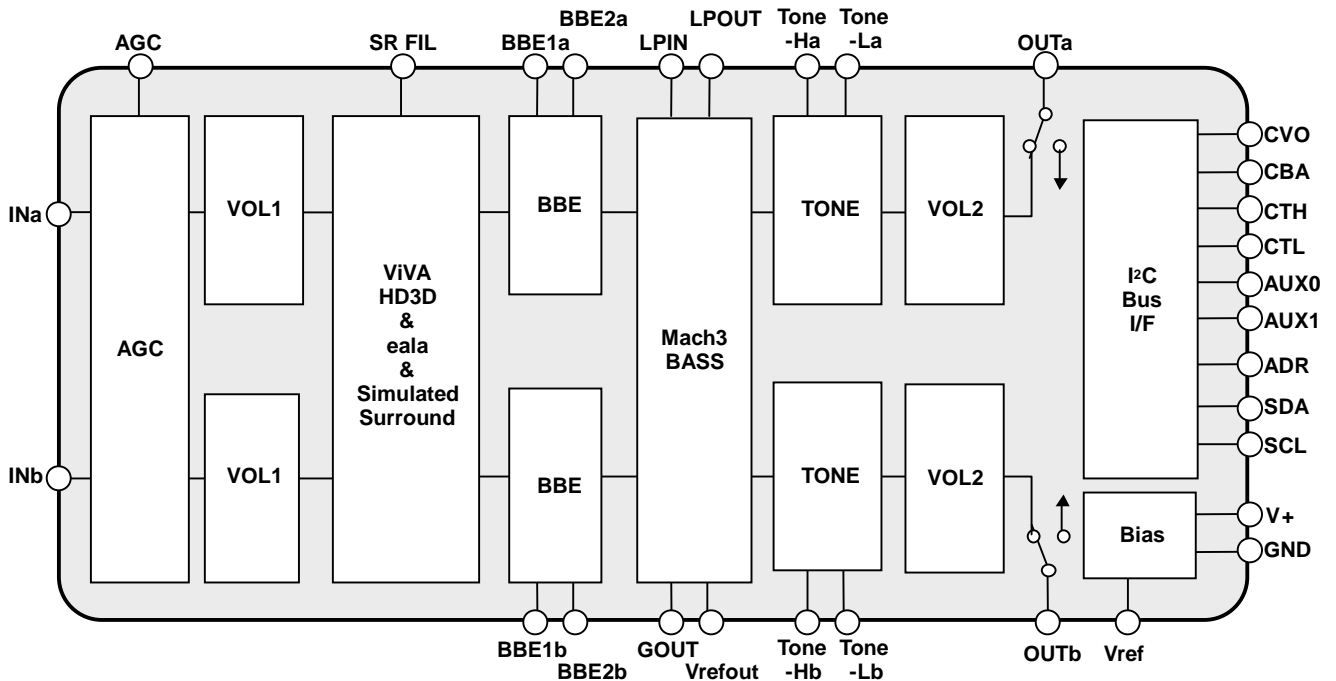 BBE2a
LPOUT
Tone
-Ha
Tone
-La
AGC
SR FIL
BBE1a
LPIN
OUTa
INa
INb
AGC
VOL1
VOL1
ViVA
HD3D
&
eala
&
Simulated
Surround
BBE
BBE
Mach3
BASS
TONE
TONE
VOL2
VOL2
I²C
Bus
I/F
Bias
CVO
CBA
CTH
CTL
AUX0
AUX1
ADR
SDA
SCL
V+
GND
BBE1b
BBE2b
GOUT
Vrefout
Tone
-Hb
Tone
-Lb
OUTb
Vref